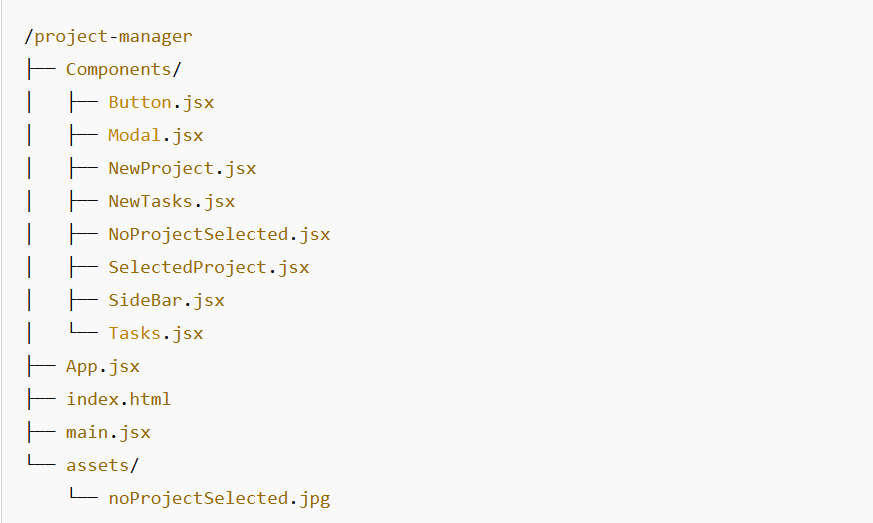 /project-manager
├── Components/
│   ├── Button.jsx
│   ├── Modal.jsx
│   ├── NewProject.jsx
│   ├── NewTasks.jsx
│   ├── NoProjectSelected.jsx
│   ├── SelectedProject.jsx
│   ├── SideBar.jsx
│   └── Tasks.jsx
├── App.jsx
├── index.html
├── main.jsx
└── assets/
    └── noProjectSelected.jpg